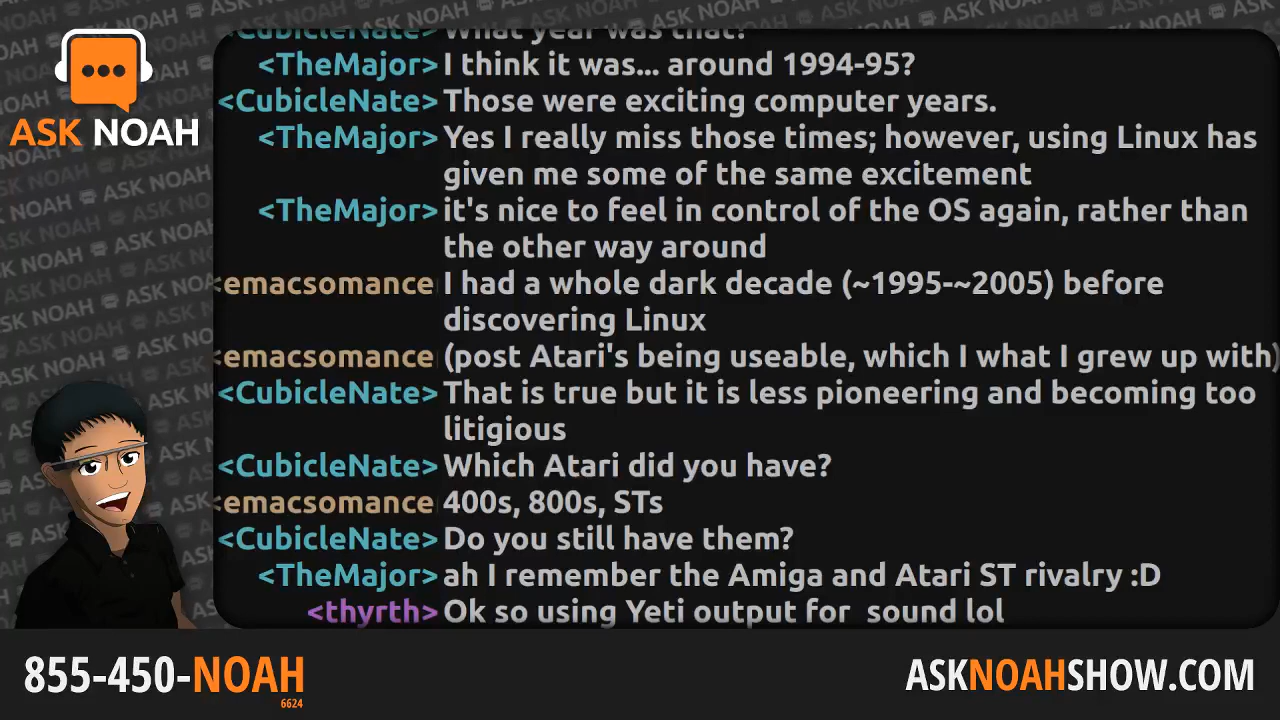 <CubicleNate> What year was that?
<TheMajor> I think it was... around 1994-95?
<CubicleNate> Those were exciting computer years.
<TheMajor> Yes I really miss those times; however, using Linux has
given me some of the same excitement
<TheMajor> it's nice to feel in control of the OS again, rather than
the other way around
<emacsomance I had a whole dark decade (~1995-~2005) before
discovering Linux
<emacsomance (post Atari's being useable, which I what I grew up with)
<CubicleNate> That is true but it is less pioneering and becoming too
litigious
<CubicleNate> Which Atari did you have?
<emacsomance 400s, 800s, STs
<CubicleNate> Do you still have them?
<TheMajor> ah I remember the Amiga and Atari ST rivalry :D
<thyrth> Ok so using Yeti output for  sound lol
ASK NOAH
855-450-NOAH
6624
ASKNOAHSHOW.COM